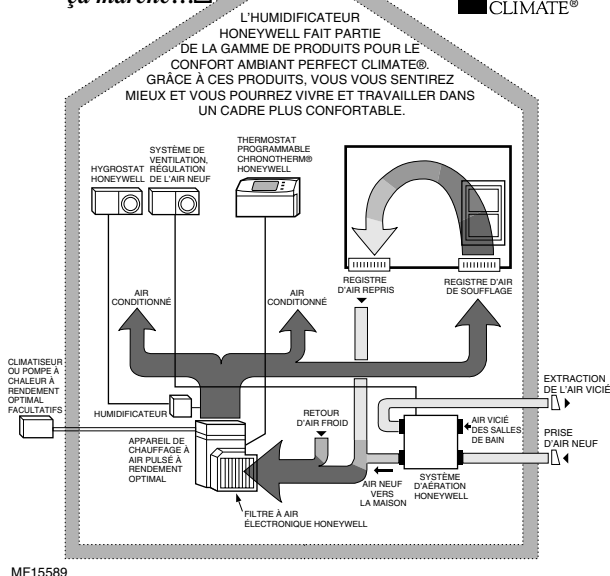 ça marche...
CLIMATE®
L'HUMIDIFICATEUR
HONEYWELL FAIT PARTIE
DE LA GAMME DE PRODUITS POUR LE
CONFORT AMBIANT PERFECT CLIMATE®.
GRÂCE À CES PRODUITS, VOUS VOUS SENTIREZ
MIEUX ET VOUS POURREZ VIVRE ET TRAVAILLER DANS
UN CADRE PLUS CONFORTABLE.
HYGROSTAT
HONEYWELL
SYSTÈME DE
VENTILATION,
RÉGULATION
DE L'AIR NEUF
THERMOSTAT
PROGRAMMABLE
CHRONOTHERM®
HONEYWELL
REGISTRE
D'AIR REPRIS
REGISTRE D'AIR
DE SOUFFLAGE
AIR
CONDITIONNÉ
AIR
CONDITIONNÉ
CLIMATISEUR
OU POMPE À
CHALEUR À
RENDEMENT
OPTIMAL
FACULTATIFS
HUMIDIFICATEUR
APPAREIL DE
CHAUFFAGE À
AIR PULSÉ À
RENDEMENT
OPTIMAL
RETOUR
D'AIR FROID
EXTRACTION
DE L'AIR VICIÉ
AIR VICIÉ
DES SALLES
DE BAIN
PRISE
D'AIR NEUF
AIR NEUF
VERS
LA MAISON
SYSTÈME
D'AÉRATION
HONEYWELL
FILTRE À AIR
ÉLECTRONIQUE HONEYWELL
MF15589